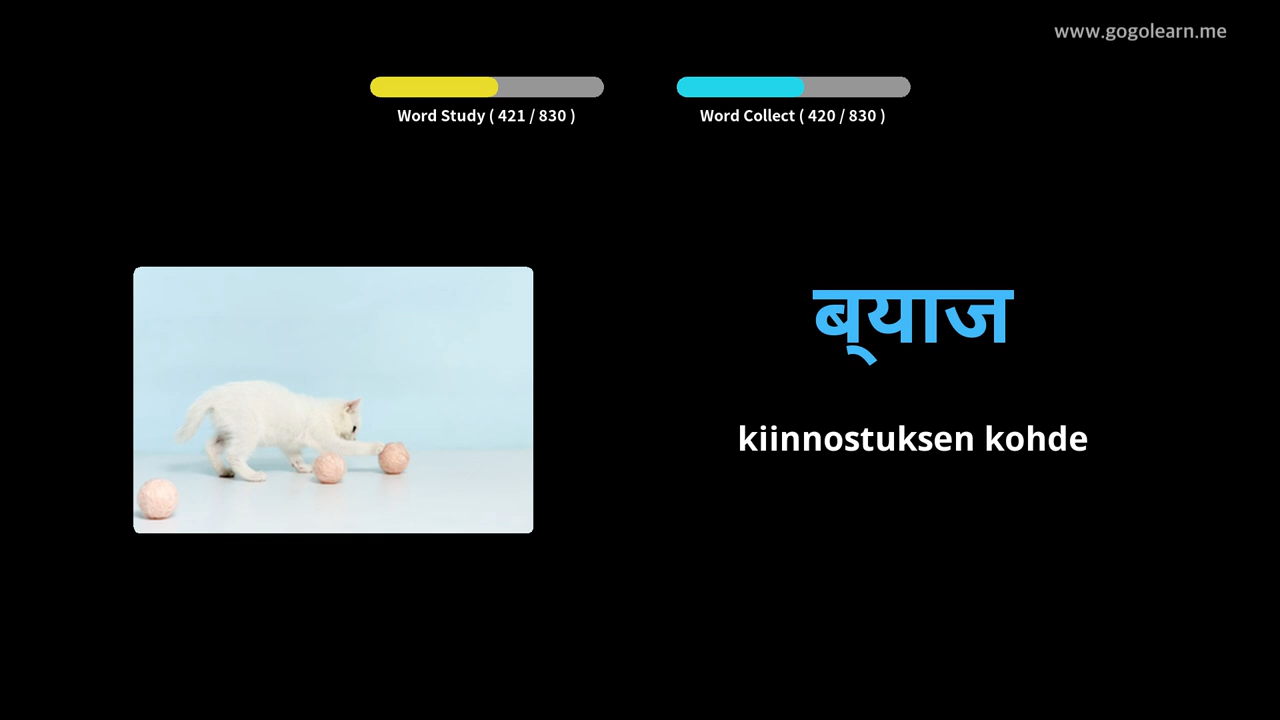 www.gogolearn.me
Word Study ( 421 / 830 )
Word Collect ( 420 / 830 )
ब्याज
kiinnostuksen kohde